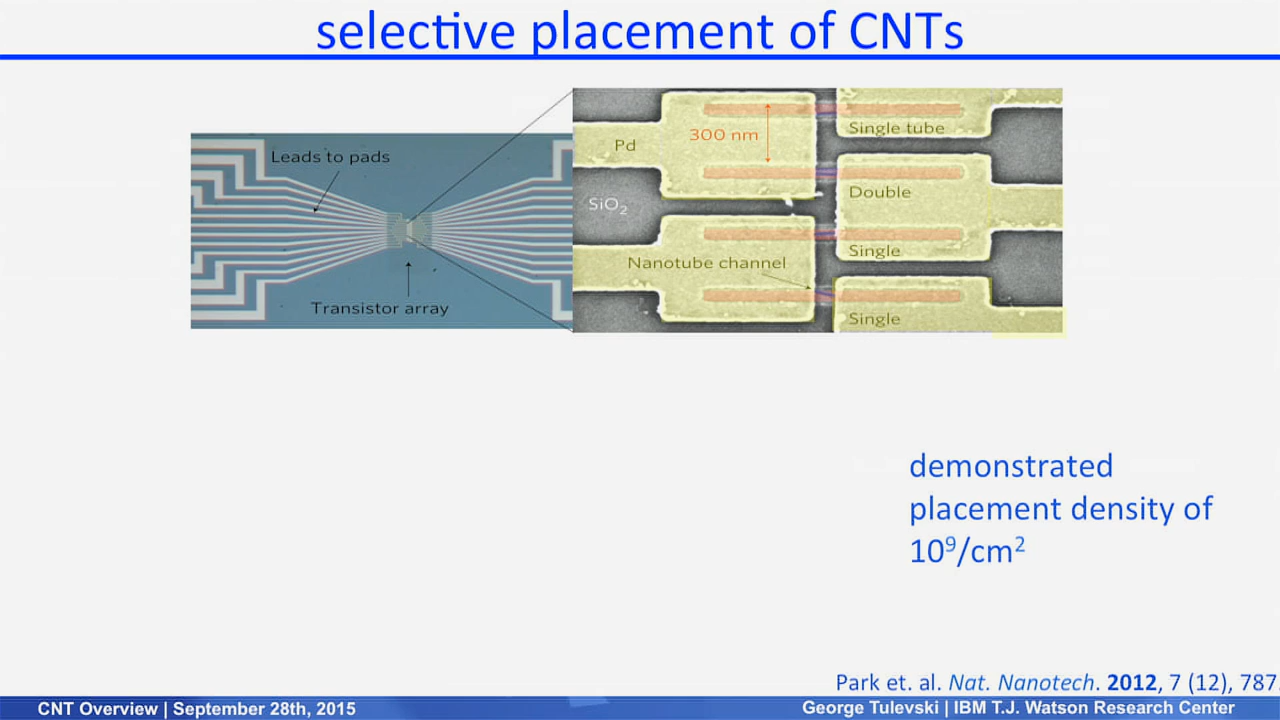 selective placement of CNTs
Leads to pads
Transistor array
Pd
300 nm
Single tube
Double
SiO₂
Single
Nanotube channel
Single
demonstrated
placement density of
10⁹/cm²
Park et. al. Nat. Nanotech. 2012, 7 (12), 787.
CNT Overview | September 28th, 2015
George Tulevski | IBM T.J. Watson Research Center